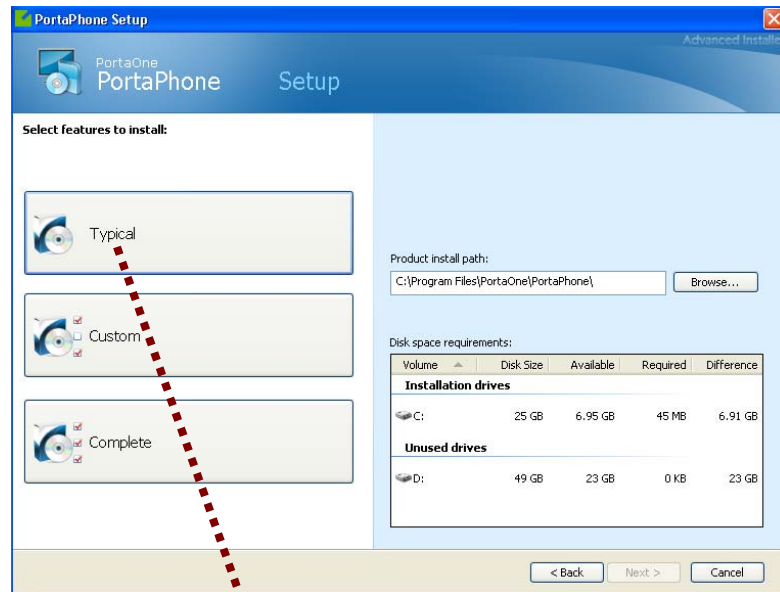 PortaPhone Setup
Advanced Installe
PortaOne
PortaPhone Setup
Select features to install:
Typical
Product install path:
C:\Program Files\PortaOne\PortaPhone\ Browse...
Custom
Disk space requirements:
Volume Disk Size Available Required Difference
Installation drives
C: 25 GB 6.95 GB 45 MB 6.91 GB
Complete
Unused drives
D: 49 GB 23 GB 0 KB 23 GB
< Back Next > Cancel